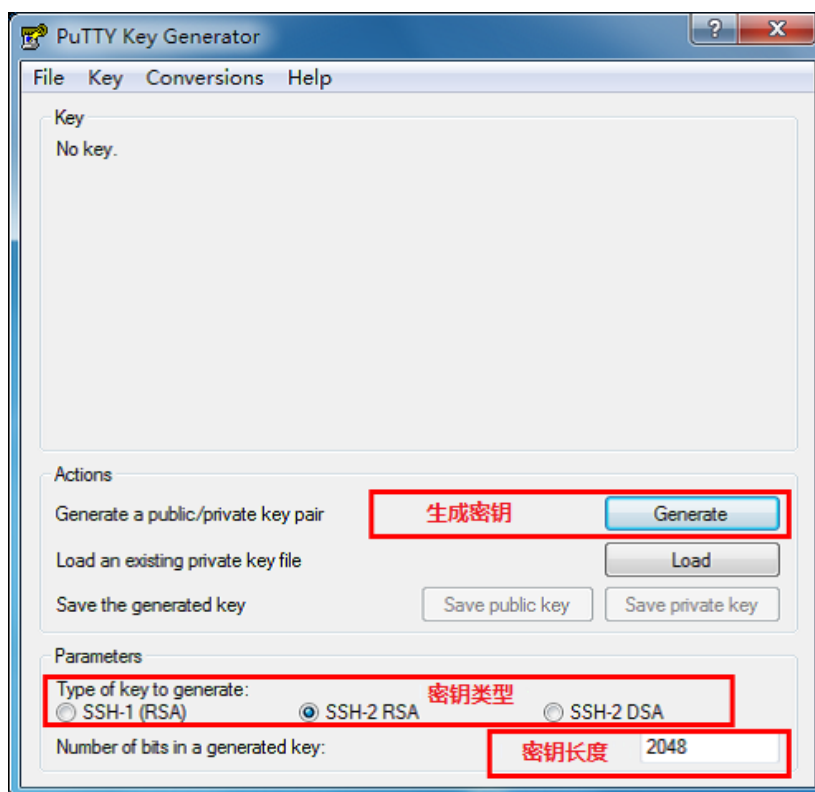 PuTTY Key Generator
?
X
File Key Conversions Help
Key
No key.
Actions
Generate a public/private key pair 生成密钥 Generate
Load an existing private key file Load
Save the generated key Save public key Save private key
Parameters
Type of key to generate: 密钥类型
SSH-1 (RSA) SSH-2 RSA SSH-2 DSA
Number of bits in a generated key: 密钥长度 2048